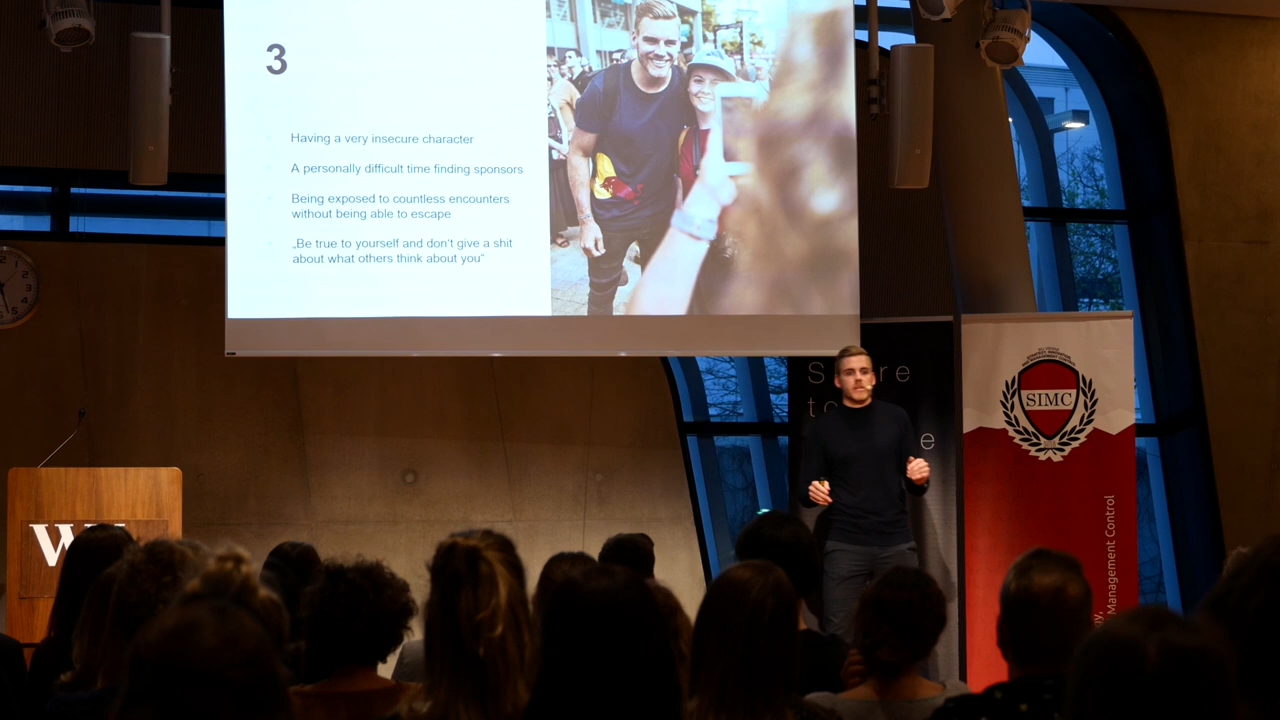 3
Having a very insecure character
A personally difficult time finding sponsors
Being exposed to countless encounters
without being able to escape
„Be true to yourself and don't give a shit
about what others think about you“
SIMC
Management Control